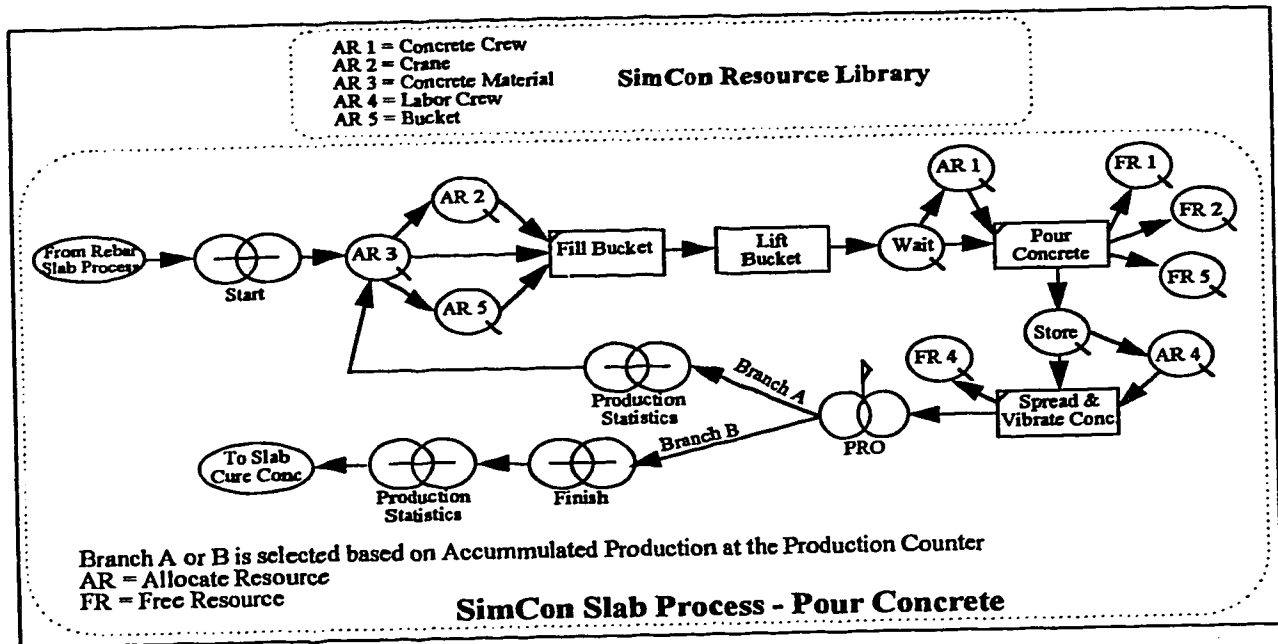 AR 1 = Concrete Crew
AR 2 = Crane
AR 3 = Concrete Material
AR 4 = Labor Crew
AR 5 = Bucket
SimCon Resource Library
From Rebar
Slab Process
Start
AR 3
AR 2
AR 5
Fill Bucket
Lift
Bucket
Wait
AR 1
Pour
Concrete
FR 1
FR 2
FR 5
Store
AR 4
FR 4
Spread &
Vibrate Conc.
PRO
Branch A
Production
Statistics
Branch B
Finish
Production
Statistics
To Slab
Cure Conc
Branch A or B is selected based on Accummulated Production at the Production Counter
AR = Allocate Resource
FR = Free Resource
SimCon Slab Process - Pour Concrete